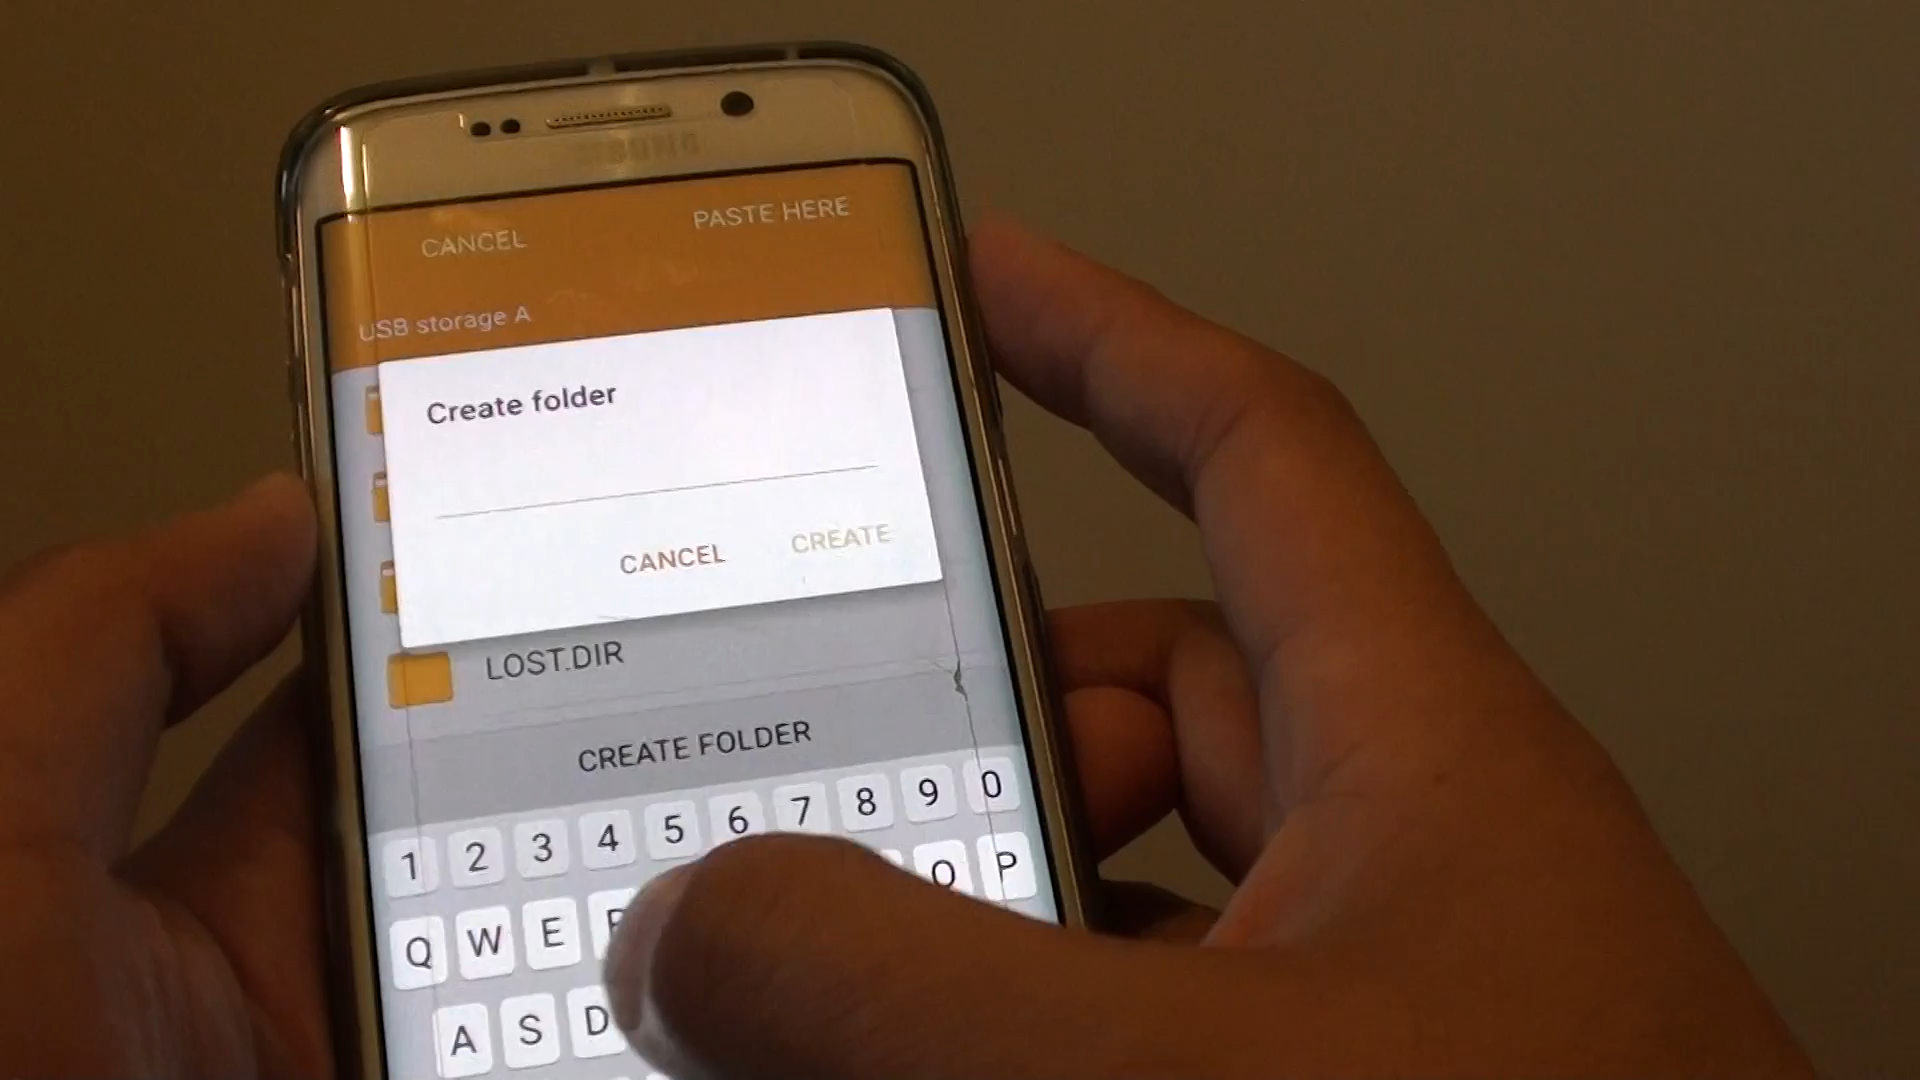 SAMSUNG
CANCEL
PASTE HERE
USB storage A
Create folder
CANCEL
CREATE
LOST.DIR
CREATE FOLDER
1 2 3 4 5 6 7 8 9 0
Q W E R O P
A S D